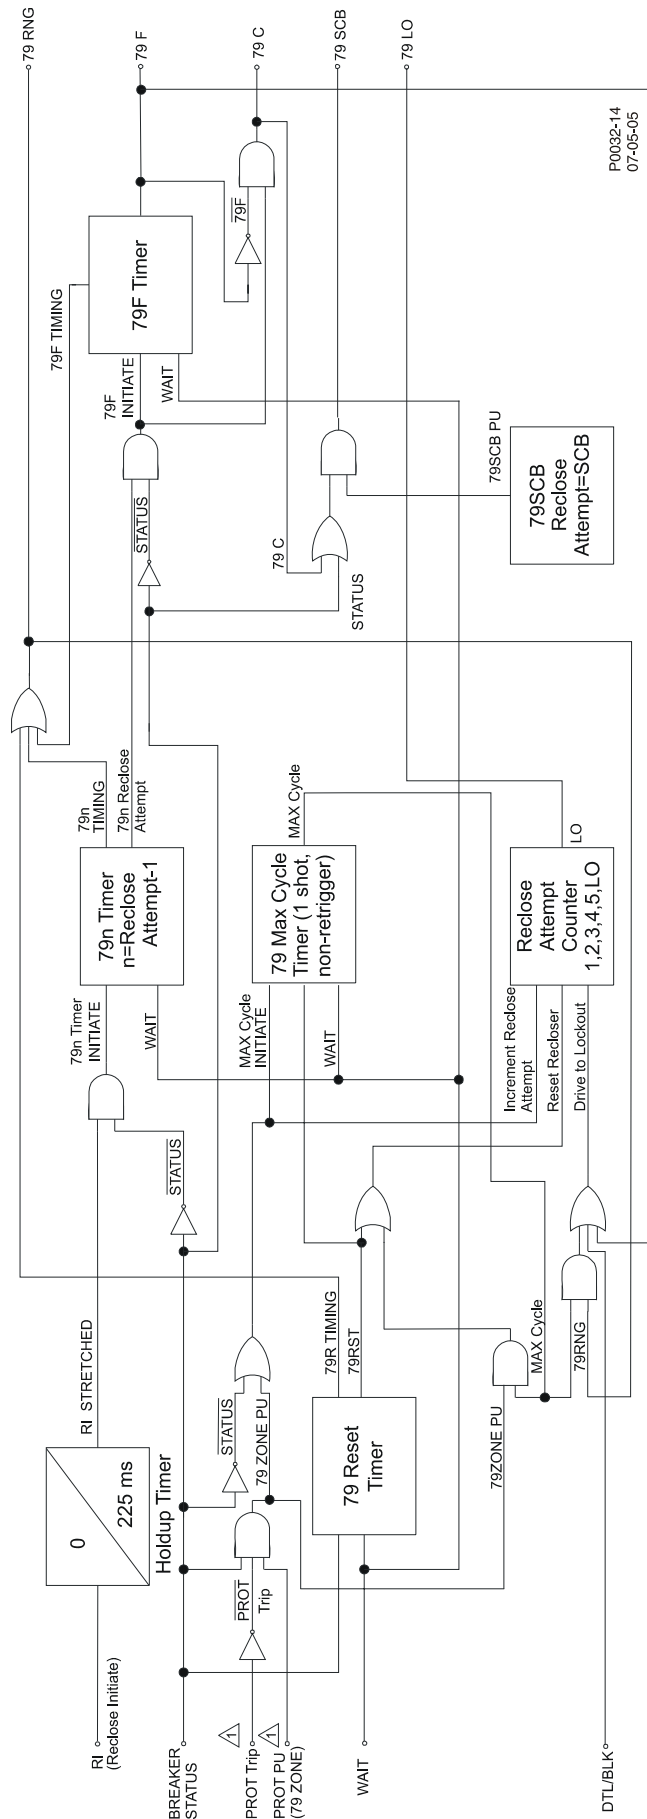 RI
(Reclose Initiate)
BREAKER
STATUS
PROT Trip
1
PROT PU
(79 ZONE)
1
WAIT
DTL/BLK
0
225 ms
Holdup Timer
PROT
Trip
RI STRETCHED
STATUS
79 ZONE PU
79 Reset
Timer
79R TIMING
79RST
79ZONE PU
MAX Cycle
79RNG
STATUS
79n Timer
INITIATE
WAIT
79n Timer
n=Reclose
Attempt-1
79n
TIMING
79n Reclose
Attempt
MAX Cycle
INITIATE
WAIT
79 Max Cycle
Timer (1 shot,
non-retrigger)
MAX Cycle
Increment Reclose
Attempt
Reset Recloser
Drive to Lockout
Reclose
Attempt
Counter
1,2,3,4,5,LO
LO
STATUS
79 C
STATUS
79SCB
Reclose
Attempt=SCB
79SCB PU
79F
INITIATE
WAIT
79F Timer
79F TIMING
79F
79 RNG
79 F
79 C
79 SCB
79 LO
P0032-14
07-05-05